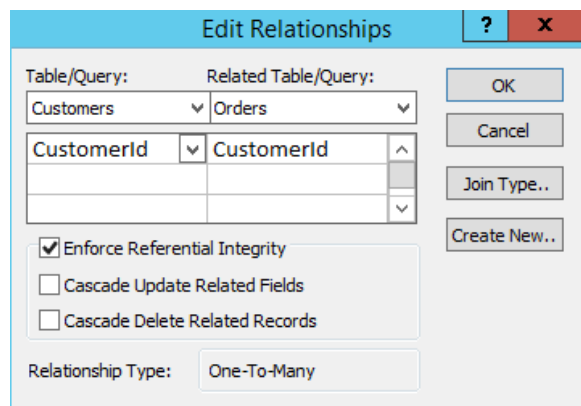 Edit Relationships
?
x
Table/Query:
Related Table/Query:
Customers
Orders
CustomerId
CustomerId
Enforce Referential Integrity
Cascade Update Related Fields
Cascade Delete Related Records
Relationship Type:
One-To-Many
OK
Cancel
Join Type..
Create New..